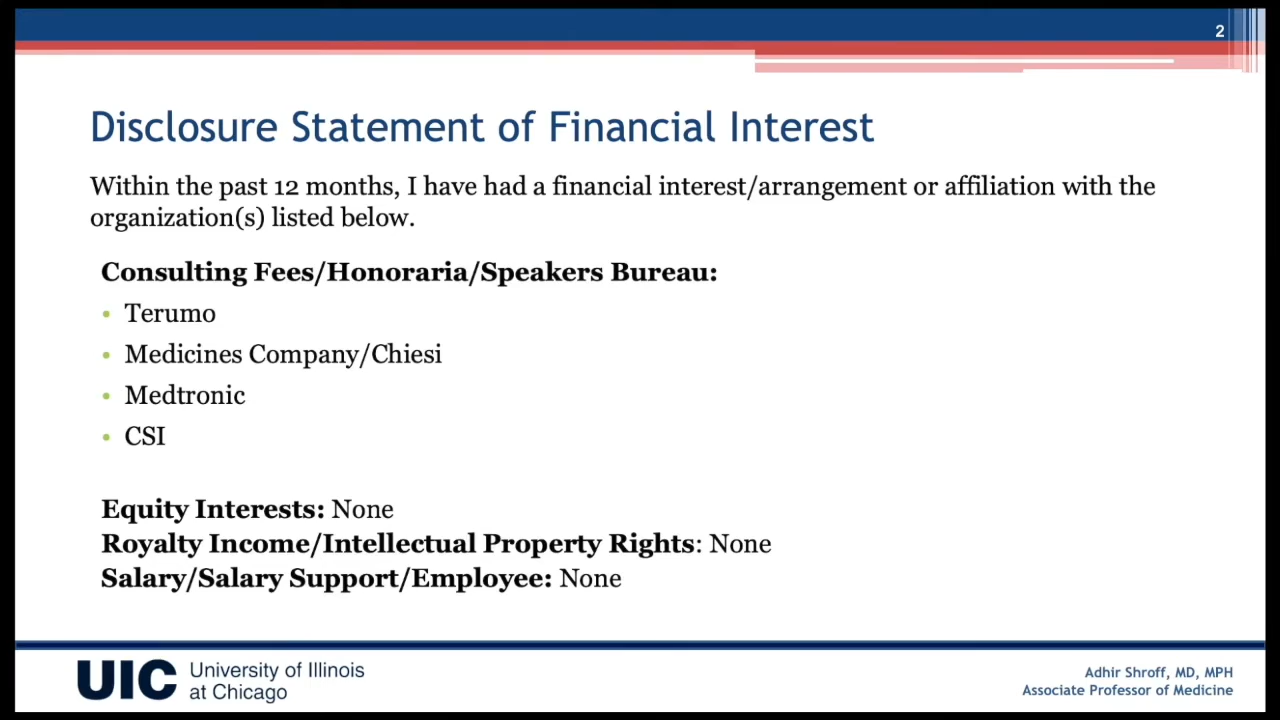 2
Disclosure Statement of Financial Interest
Within the past 12 months, I have had a financial interest/arrangement or affiliation with the
organization(s) listed below.
Consulting Fees/Honoraria/Speakers Bureau:
• Terumo
• Medicines Company/Chiesi
• Medtronic
• CSI
Equity Interests: None
Royalty Income/Intellectual Property Rights: None
Salary/Salary Support/Employee: None
UIC University of Illinois
at Chicago
Adhir Shroff, MD, MPH
Associate Professor of Medicine